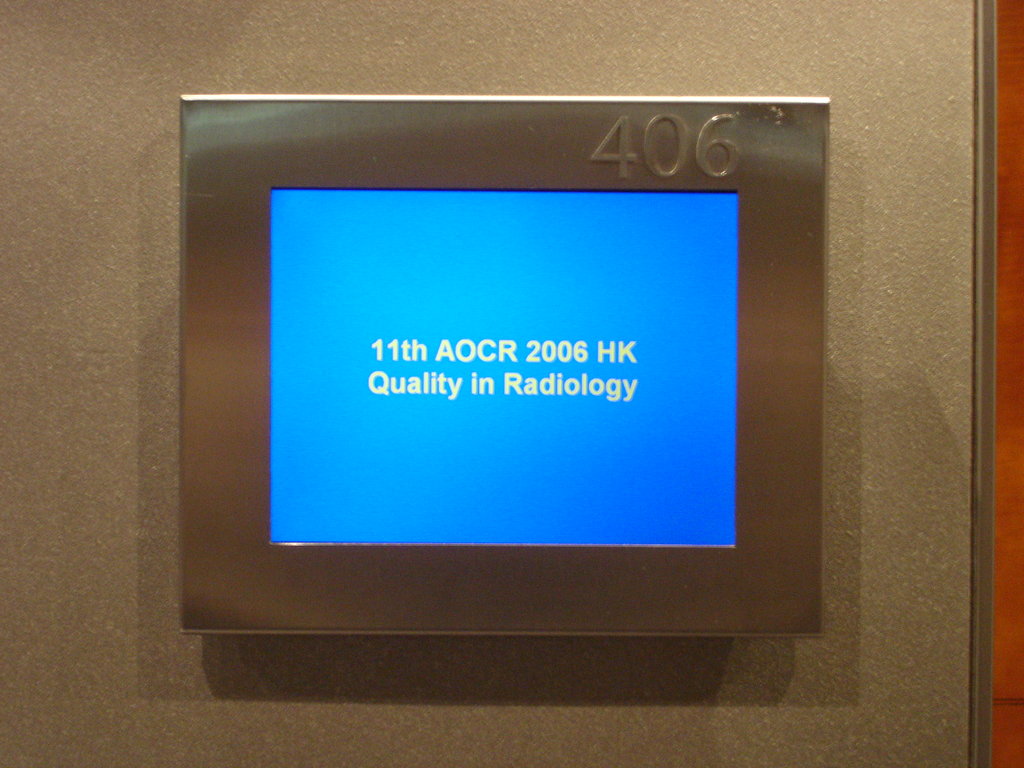 406
11th AOCR 2006 HK
Quality in Radiology